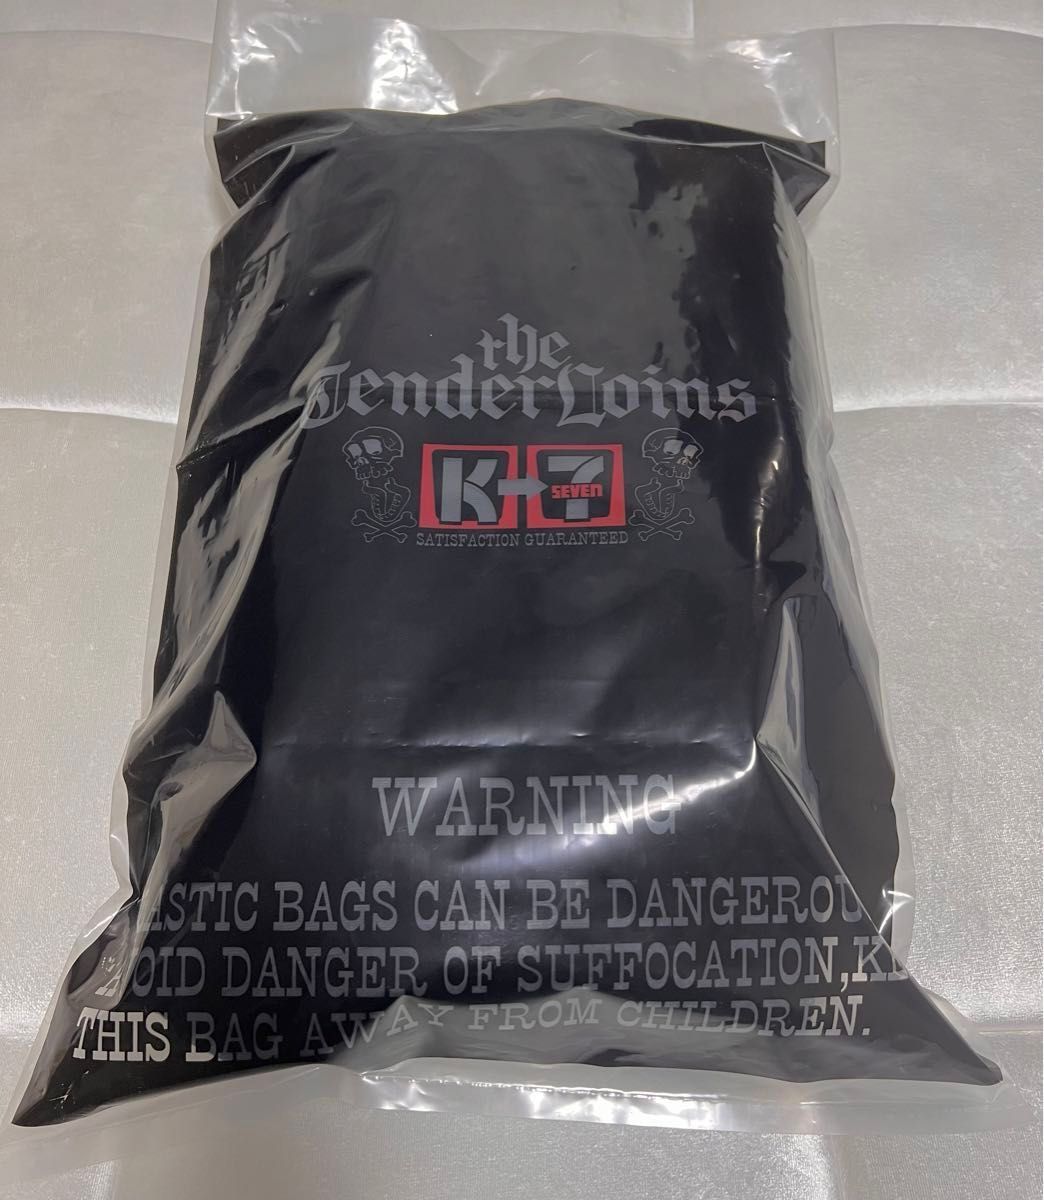 the
TenderLoins
K 7
SEVEN
SATISFACTION GUARANTEED
WARNING
ASTIC BAGS CAN BE DANGEROU
OID DANGER OF SUFFOCATION,
THIS BAG AWAY FROM CHILDREN.